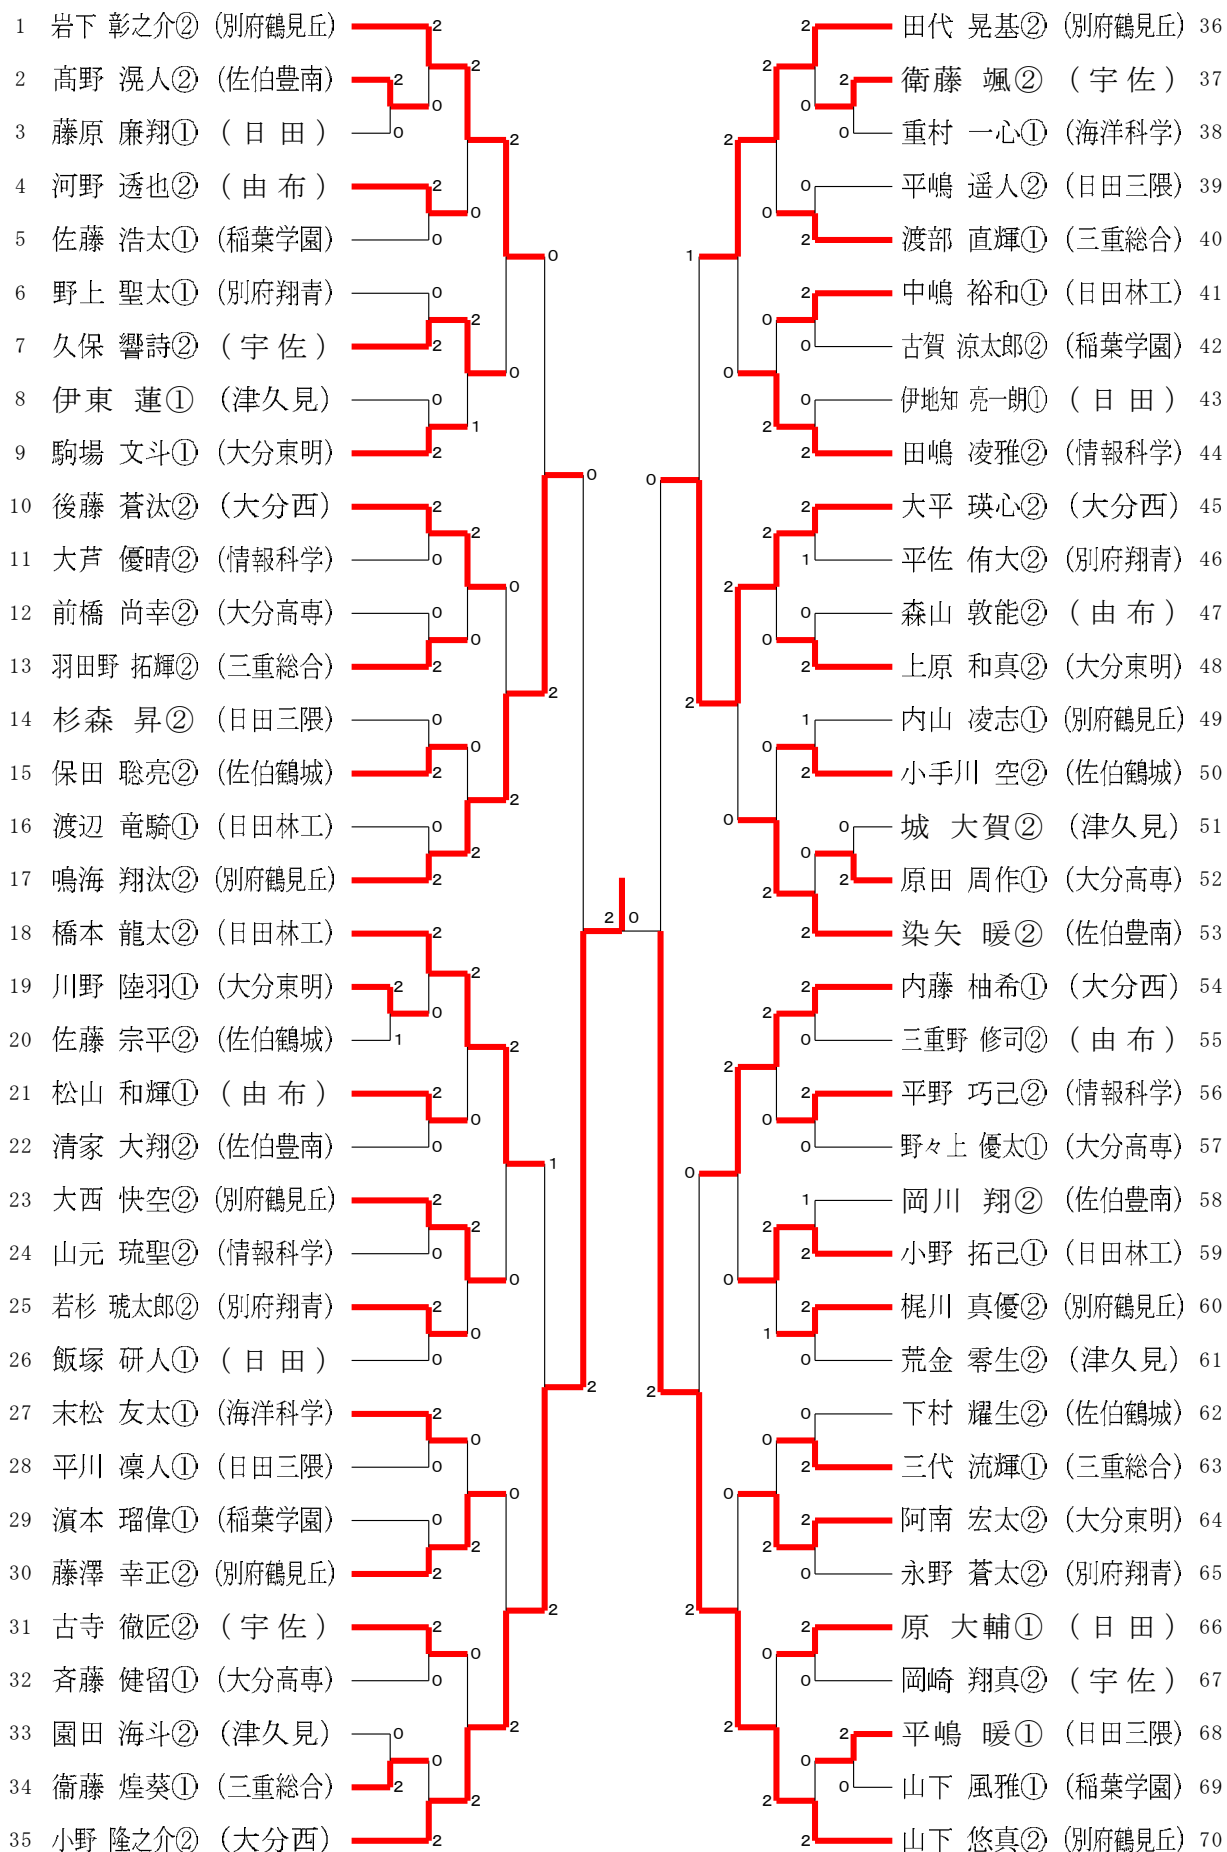 1 岩下 彰之介② (別府鶴見丘)
2 髙野 滉人② (佐伯豊南)
3 藤原 廉翔① (日田)
4 河野 透也② (由布)
5 佐藤 浩太① (稲葉学園)
6 野上 聖太① (別府翔青)
7 久保 響詩② (宇佐)
8 伊東 蓮① (津久見)
9 駒場 文斗① (大分東明)
10 後藤 蒼汰② (大分西)
11 大芦 優晴② (情報科学)
12 前橋 尚幸② (大分高専)
13 羽田野 拓輝② (三重総合)
14 杉森 昇② (日田三隈)
15 保田 聡亮② (佐伯鶴城)
16 渡辺 竜騎① (日田林工)
17 鳴海 翔汰② (別府鶴見丘)
18 橋本 龍太② (日田林工)
19 川野 陸羽① (大分東明)
20 佐藤 宗平② (佐伯鶴城)
21 松山 和輝① (由布)
22 清家 大翔② (佐伯豊南)
23 大西 快空② (別府鶴見丘)
24 山元 琉聖② (情報科学)
25 若杉 琥太郎② (別府翔青)
26 飯塚 研人① (日田)
27 末松 友太① (海洋科学)
28 平川 凜人① (日田三隈)
29 濵本 瑠偉① (稲葉学園)
30 藤澤 幸正② (別府鶴見丘)
31 古寺 徹匠② (宇佐)
32 斉藤 健留① (大分高専)
33 園田 海斗② (津久見)
34 衞藤 煌葵① (三重総合)
35 小野 隆之介② (大分西)
田代 晃基② (別府鶴見丘) 36
衛藤 颯② (宇佐) 37
重村 一心① (海洋科学) 38
平嶋 遥人② (日田三隈) 39
渡部 直輝① (三重総合) 40
中嶋 裕和① (日田林工) 41
古賀 涼太郎② (稲葉学園) 42
伊地知 亮一朗① (日田) 43
田嶋 凌雅② (情報科学) 44
大平 瑛心② (大分西) 45
平佐 侑大② (別府翔青) 46
森山 敦能② (由布) 47
上原 和真② (大分東明) 48
内山 凌志① (別府鶴見丘) 49
小手川 空② (佐伯鶴城) 50
城 大賀② (津久見) 51
原田 周作① (大分高専) 52
染矢 暖② (佐伯豊南) 53
内藤 柚希① (大分西) 54
三重野 修司② (由布) 55
平野 巧己② (情報科学) 56
野々上 優太① (大分高専) 57
岡川 翔② (佐伯豊南) 58
小野 拓己① (日田林工) 59
梶川 真優② (別府鶴見丘) 60
荒金 零生② (津久見) 61
下村 耀生② (佐伯鶴城) 62
三代 流輝① (三重総合) 63
阿南 宏太② (大分東明) 64
永野 蒼太② (別府翔青) 65
原 大輔① (日田) 66
岡崎 翔真② (宇佐) 67
平嶋 暖① (日田三隈) 68
山下 風雅① (稲葉学園) 69
山下 悠真② (別府鶴見丘) 70
2 0